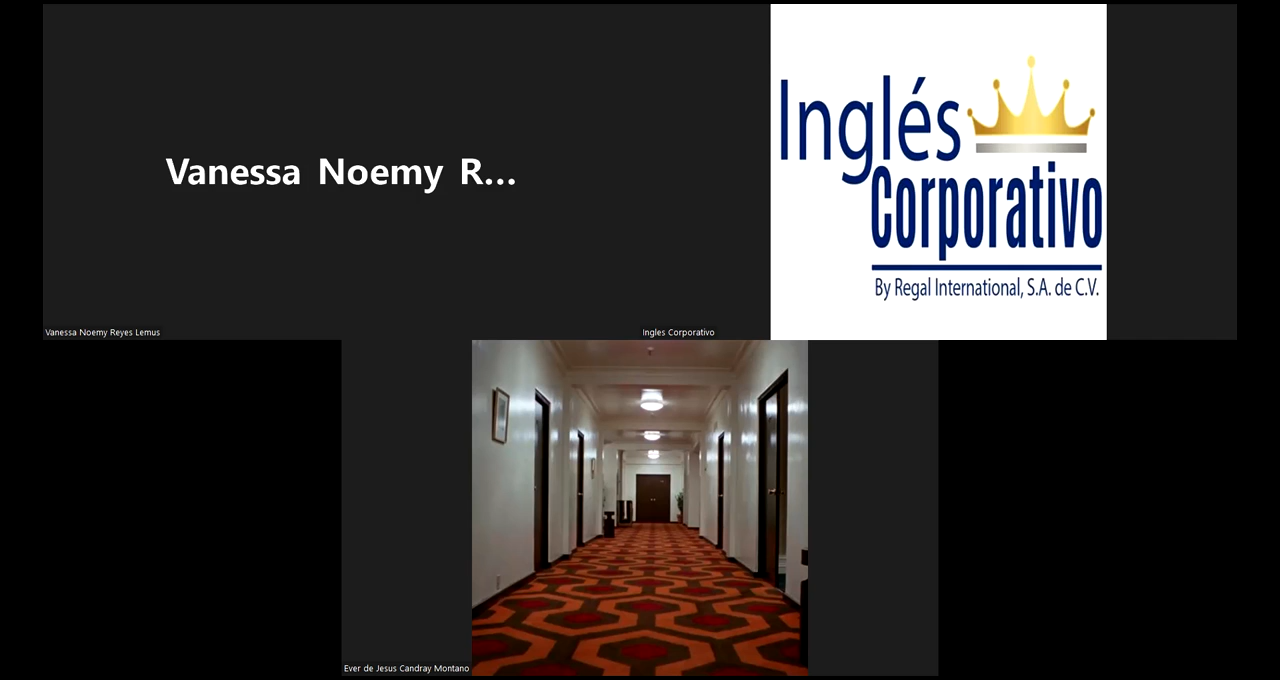 Vanessa Noemy R...
Vanessa Noemy Reyes Lemus
Inglés
Corporativo
By Regal International, S.A. de C.V.
Ingles Corporativo
Ever de Jesus Candray Montano